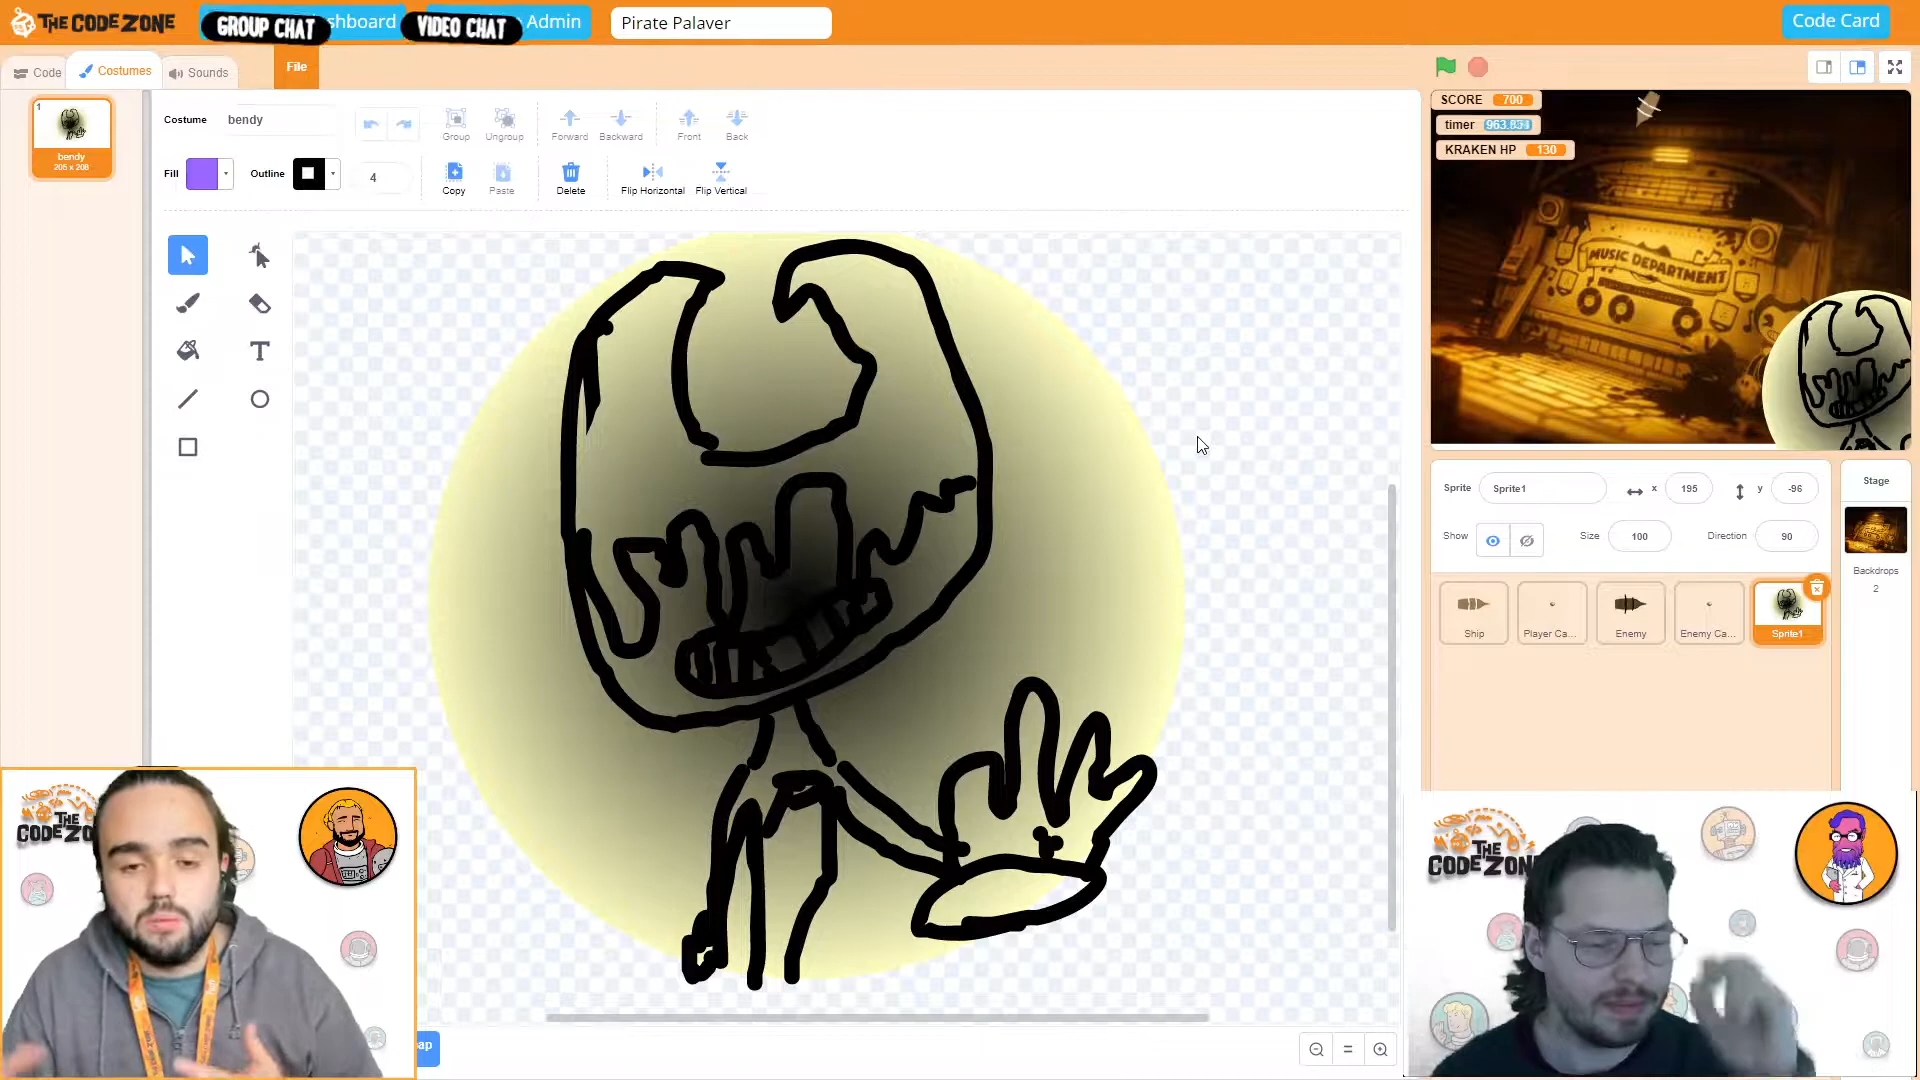 THE CODE ZONE
GROUP CHAT
shboard
VIDEO CHAT
Admin
Pirate Palaver
Code Card
Code
Costumes
Sounds
File
1
bendy
205 x 208
Costume
bendy
Group
Ungroup
Forward
Backward
Front
Back
Fill
Outline
4
Copy
Paste
Delete
Flip Horizontal
Flip Vertical
SCORE 700
timer
KRAKEN HP 130
MUSIC DEPARTMENT
Sprite
Sprite1
x
195
y
-96
Show
Size
100
Direction
90
Stage
Backdrops
2
Ship
Player Ca...
Enemy
Enemy Ca...
Sprite1
THE
CODE ZO
THE
CODE ZON
ap